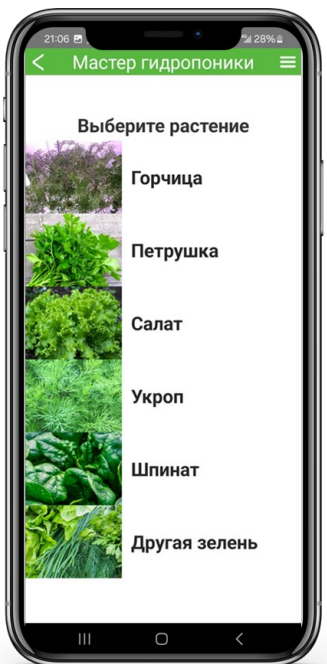 21:06
28%
Мастер гидропоники
Выберите растение
Горчица
Петрушка
Салат
Укроп
Шпинат
Другая зелень